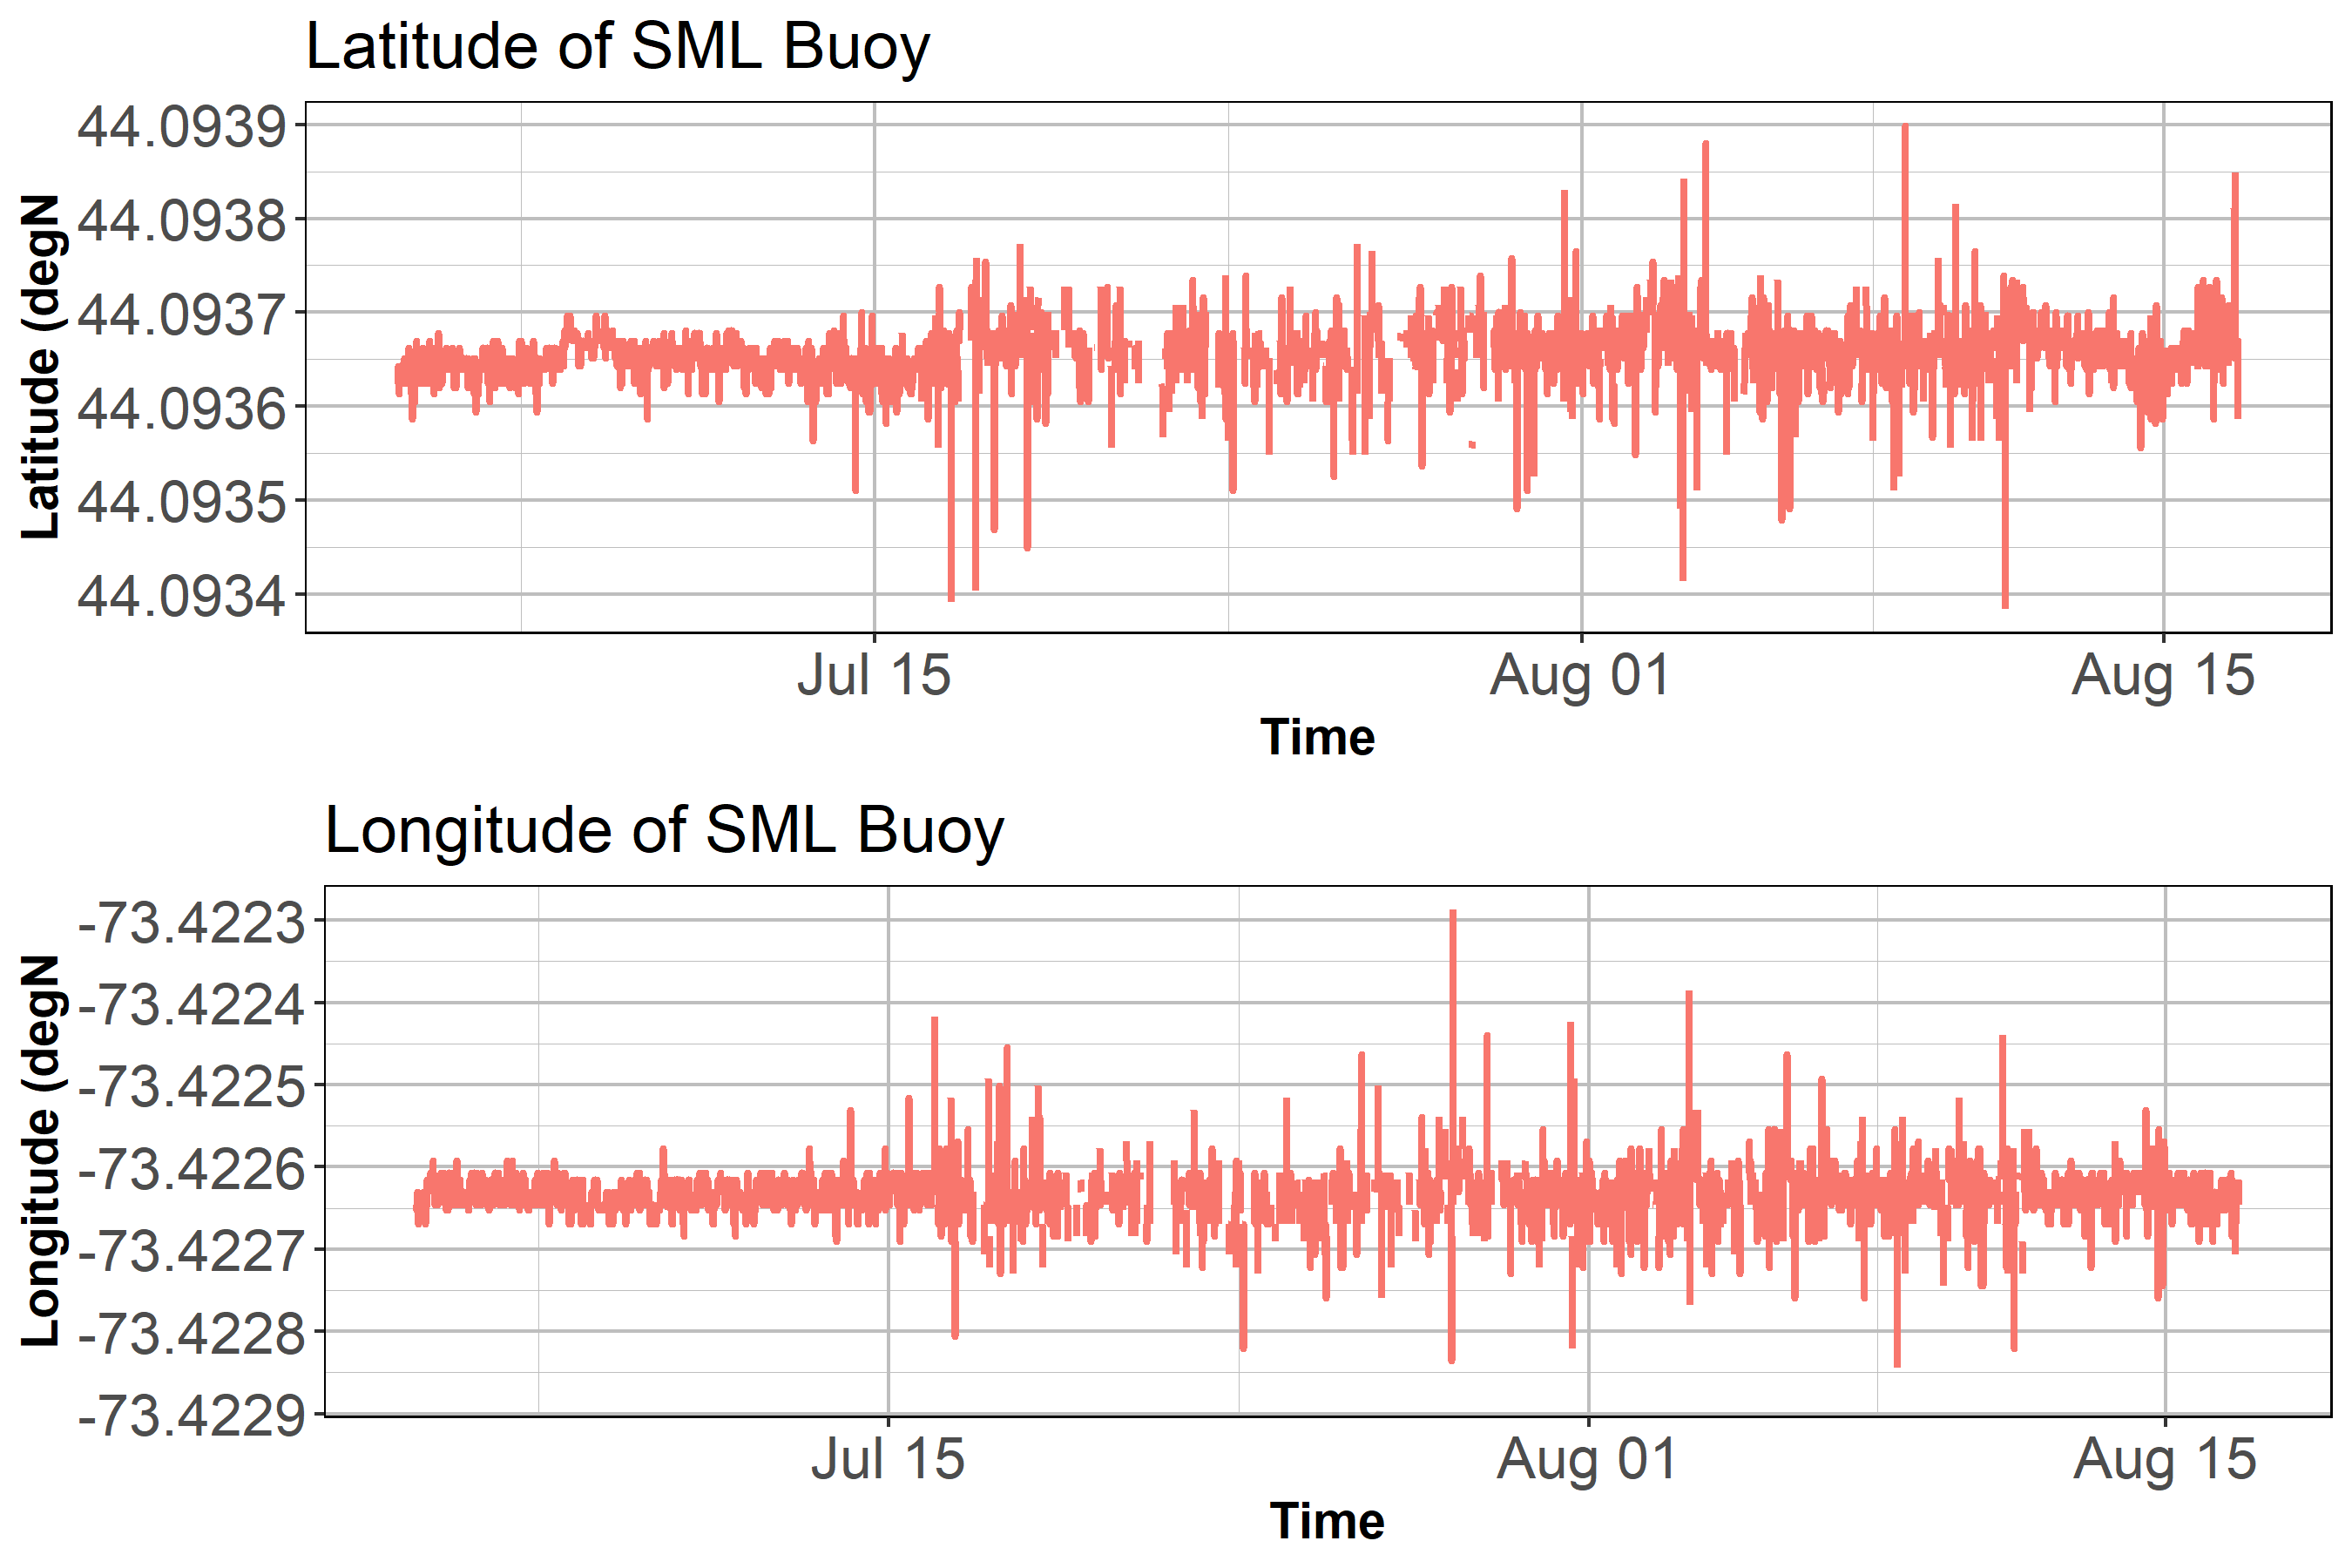 Latitude of SML Buoy
Latitude (degN
44.0939
44.0938
44.0937
44.0936
44.0935
44.0934
Jul 15 Aug 01 Aug 15
Time
Longitude of SML Buoy
Longitude (degN
-73.4223
-73.4224
-73.4225
-73.4226
-73.4227
-73.4228
-73.4229
Jul 15 Aug 01 Aug 15
Time